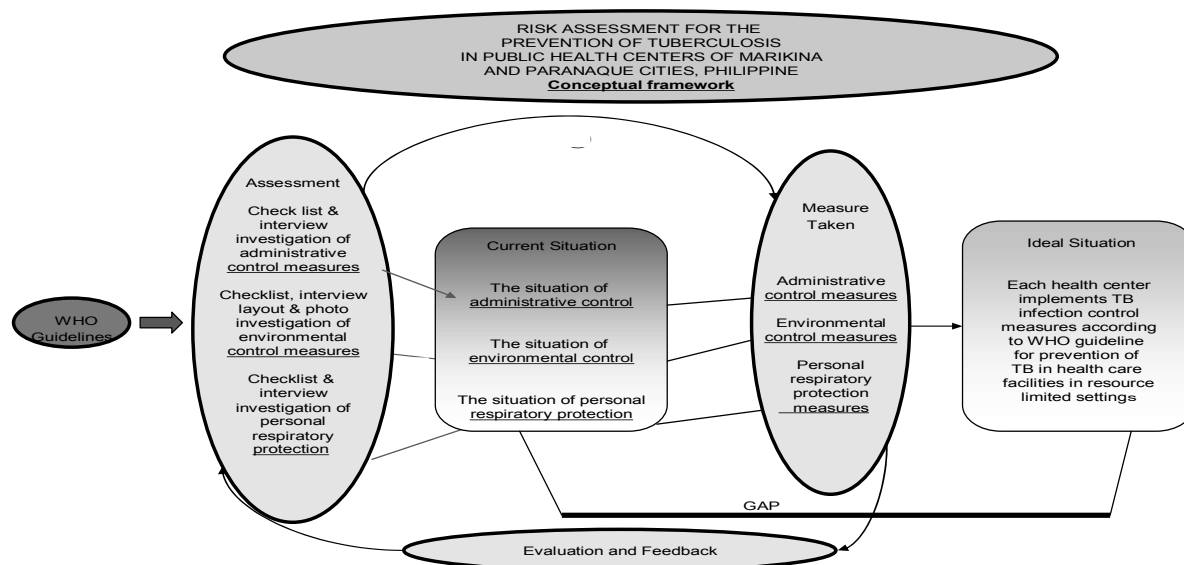 RISK ASSESSMENT FOR THE
PREVENTION OF TUBERCULOSIS
IN PUBLIC HEALTH CENTERS OF MARIKINA
AND PARANAQUE CITIES, PHILIPPINE
Conceptual framework
WHO
Guidelines
Assessment
Check list &
interview
investigation of
administrative
control measures
Checklist, interview
layout & photo
investigation of
environmental
control measures
Checklist &
interview
investigation of
personal
respiratory
protection
Current Situation
The situation of
administrative control
The situation of
environmental control
The situation of personal
respiratory protection
Measure
Taken
Administrative
control measures
Environmental
control measures
Personal
respiratory
protection
measures
Ideal Situation
Each health center
implements TB
infection control
measures according
to WHO guideline
for prevention of
TB in health care
facilities in resource
limited settings
GAP
Evaluation and Feedback